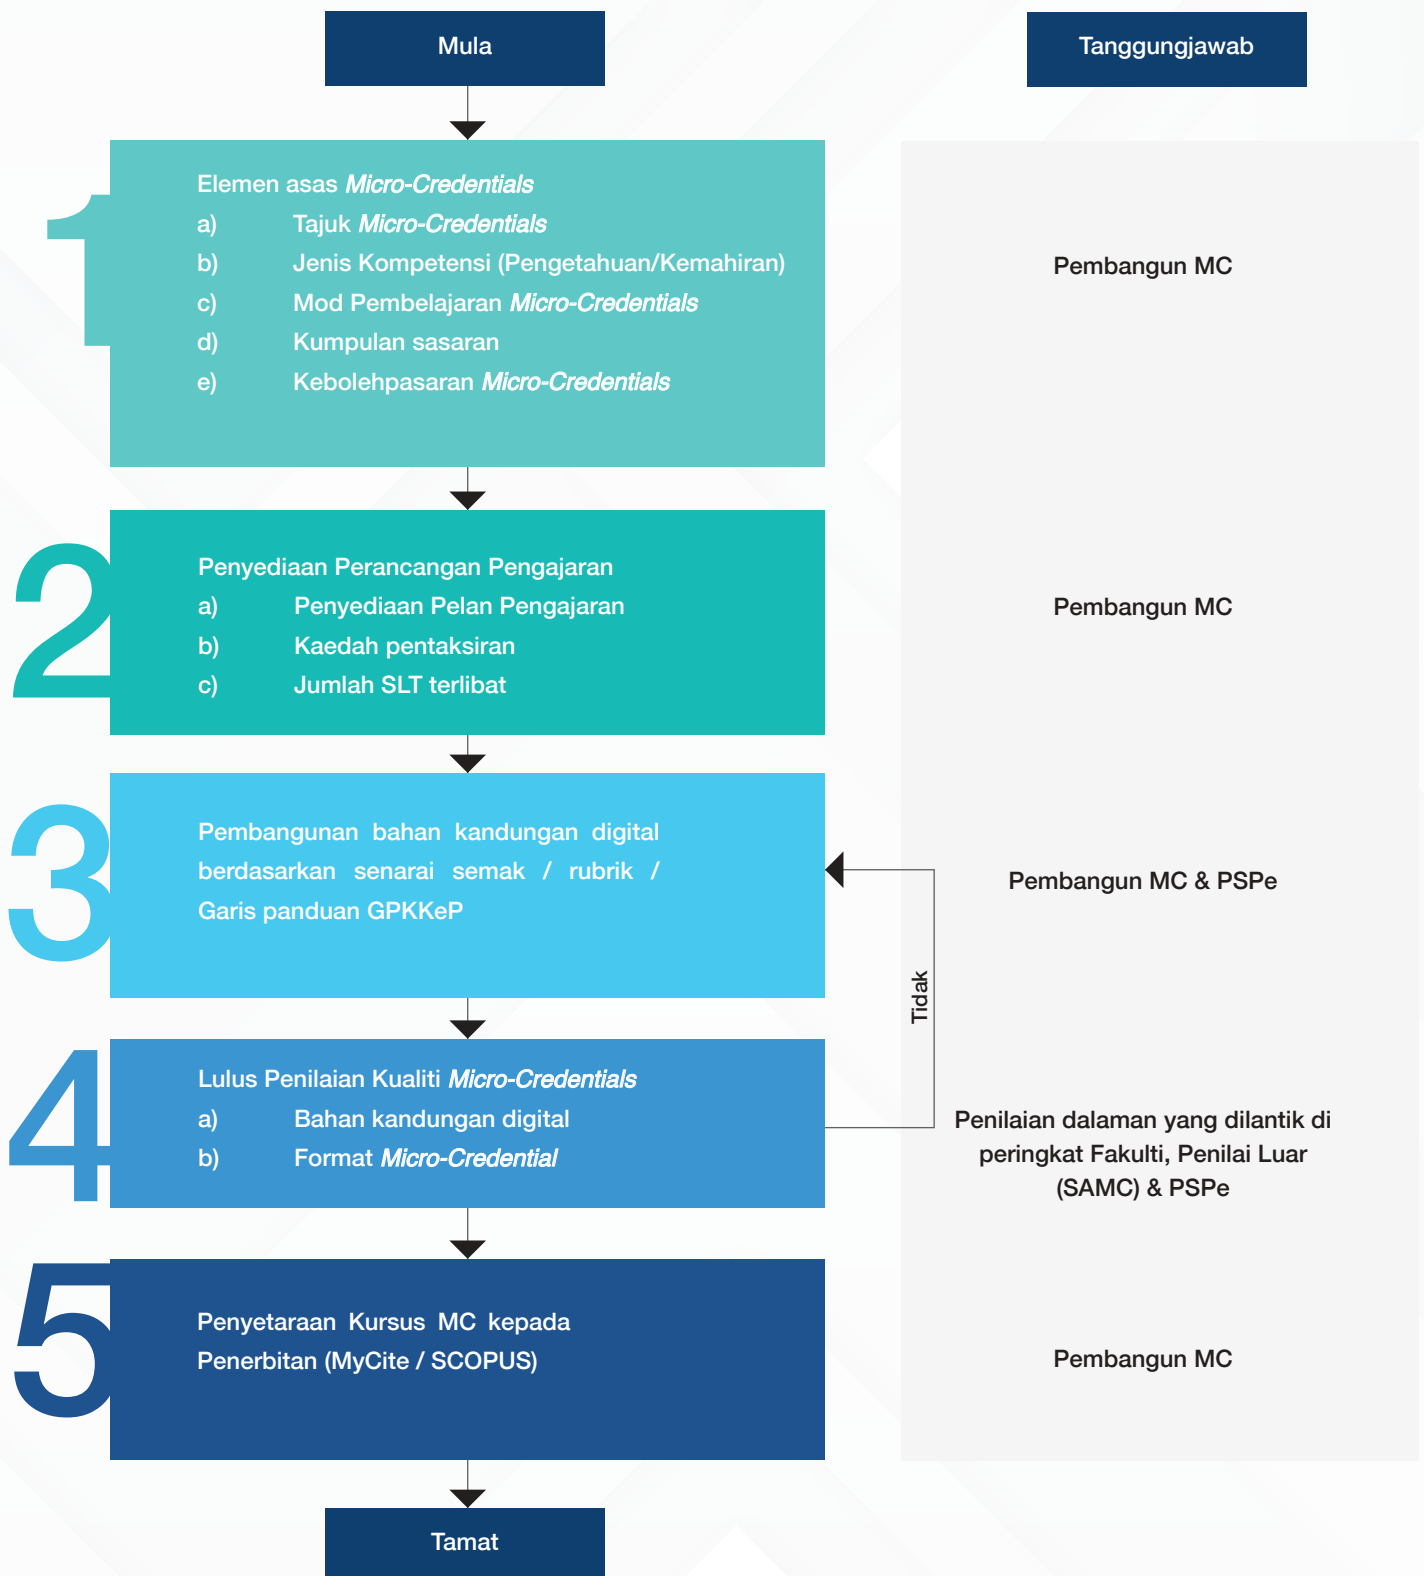 Mula
Tanggungjawab
1
Elemen asas Micro-Credentials
a) Tajuk Micro-Credentials
b) Jenis Kompetensi (Pengetahuan/Kemahiran)
c) Mod Pembelajaran Micro-Credentials
d) Kumpulan sasaran
e) Kebolehpasaran Micro-Credentials
Pembangun MC
2
Penyediaan Perancangan Pengajaran
a) Penyediaan Pelan Pengajaran
b) Kaedah pentaksiran
c) Jumlah SLT terlibat
Pembangun MC
3
Pembangunan bahan kandungan digital
berdasarkan senarai semak / rubrik /
Garis panduan GPKKeP
Pembangun MC & PSPe
Tidak
4
Lulus Penilaian Kualiti Micro-Credentials
a) Bahan kandungan digital
b) Format Micro-Credential
Penilaian dalaman yang dilantik di
peringkat Fakulti, Penilai Luar
(SAMC) & PSPe
5
Penyetaraan Kursus MC kepada
Penerbitan (MyCite / SCOPUS)
Pembangun MC
Tamat